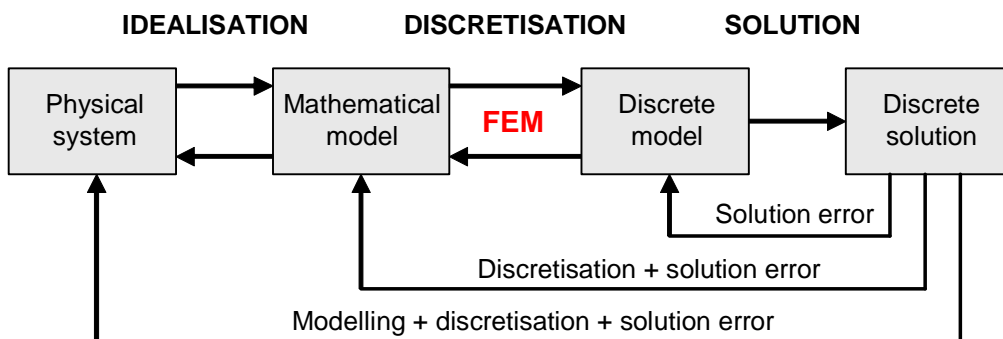 IDEALISATION DISCRETISATION SOLUTION
Physical
system
Mathematical
model
FEM
Discrete
model
Discrete
solution
Solution error
Discretisation + solution error
Modelling + discretisation + solution error